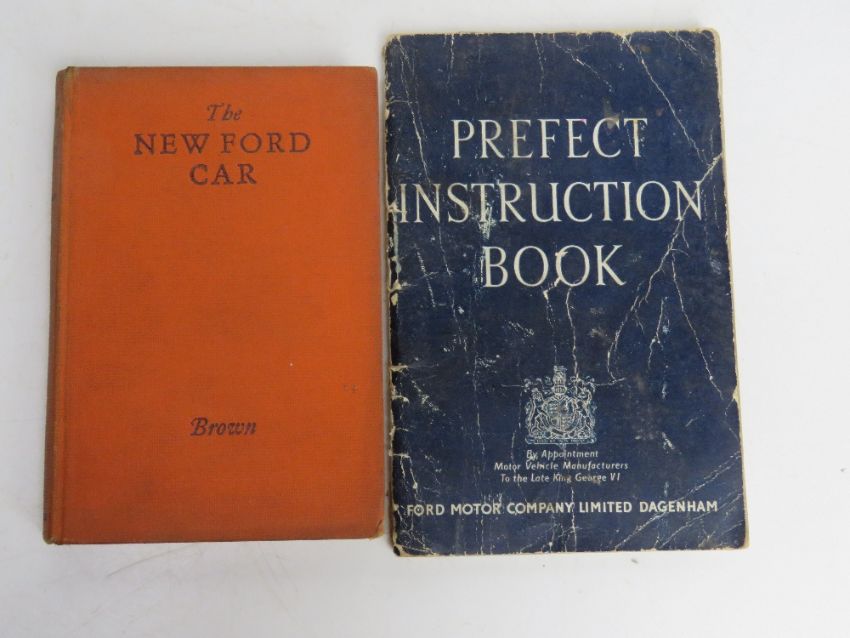 The
NEW FORD
CAR
Brown
PREFECT
INSTRUCTION
BOOK
By Appointment
Motor Vehicle Manufacturers
To the Late King George VI
FORD MOTOR COMPANY LIMITED DAGENHAM